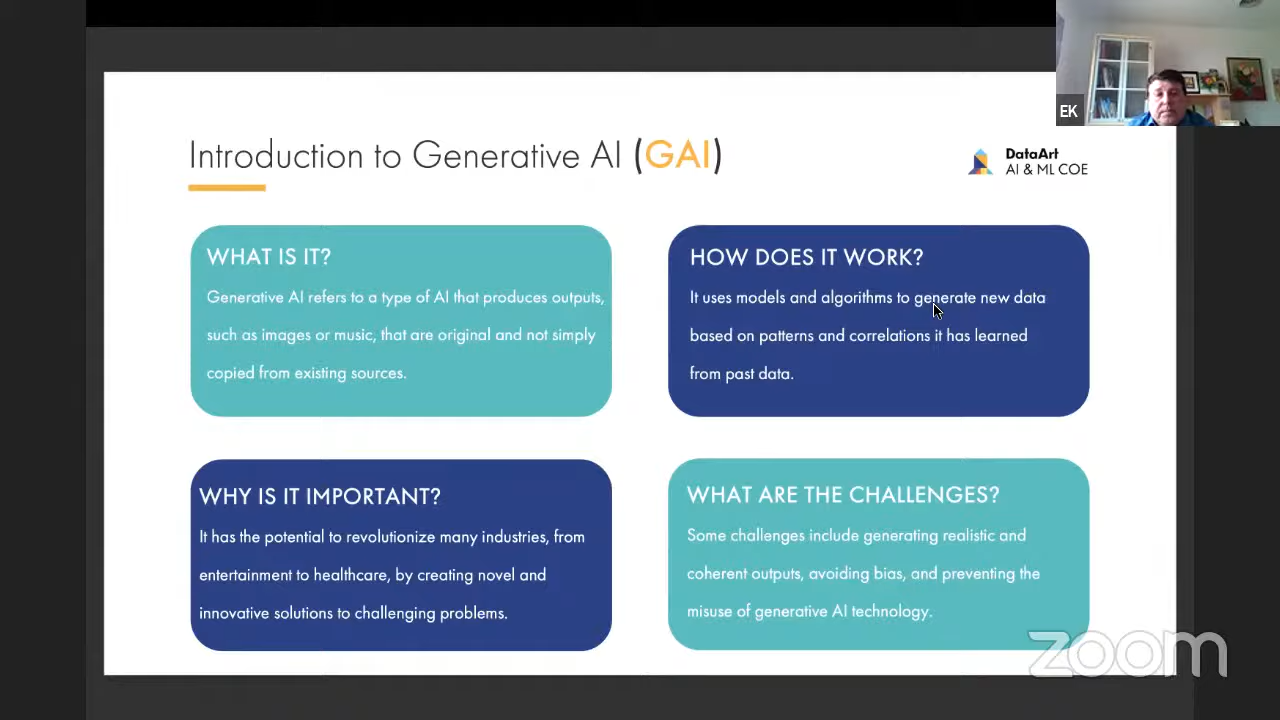 EK
Introduction to Generative AI (GAI)
DataArt
AI & ML COE
WHAT IS IT?
Generative AI refers to a type of AI that produces outputs,
such as images or music, that are original and not simply
copied from existing sources.
HOW DOES IT WORK?
It uses models and algorithms to generate new data
based on patterns and correlations it has learned
from past data.
WHY IS IT IMPORTANT?
It has the potential to revolutionize many industries, from
entertainment to healthcare, by creating novel and
innovative solutions to challenging problems.
WHAT ARE THE CHALLENGES?
Some challenges include generating realistic and
coherent outputs, avoiding bias, and preventing the
misuse of generative AI technology.
zoom